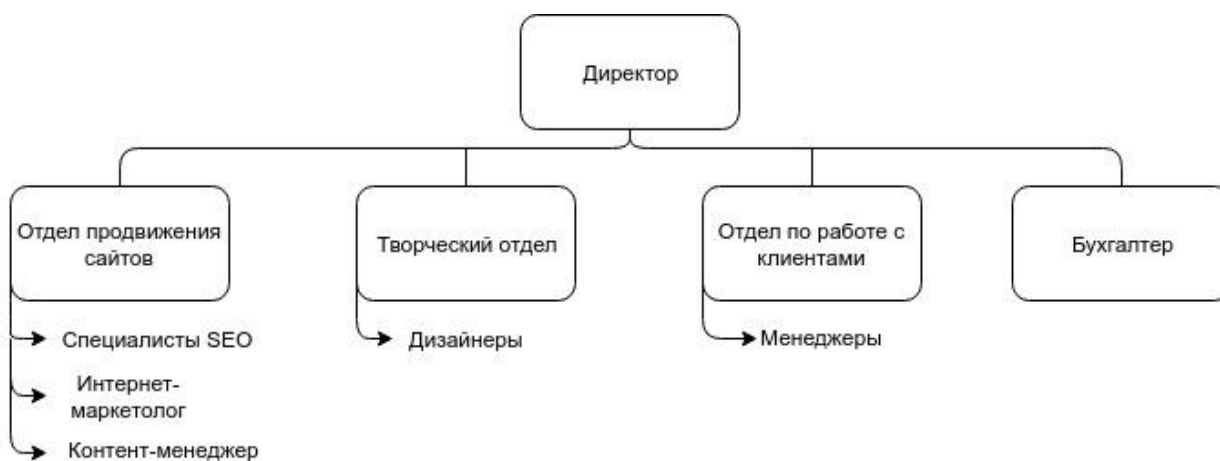 Директор
Отдел продвижения
сайтов
Творческий отдел
Отдел по работе с
клиентами
Бухгалтер
Специалисты SEO
Дизайнеры
Менеджеры
Интернет-
маркетолог
Контент-менеджер